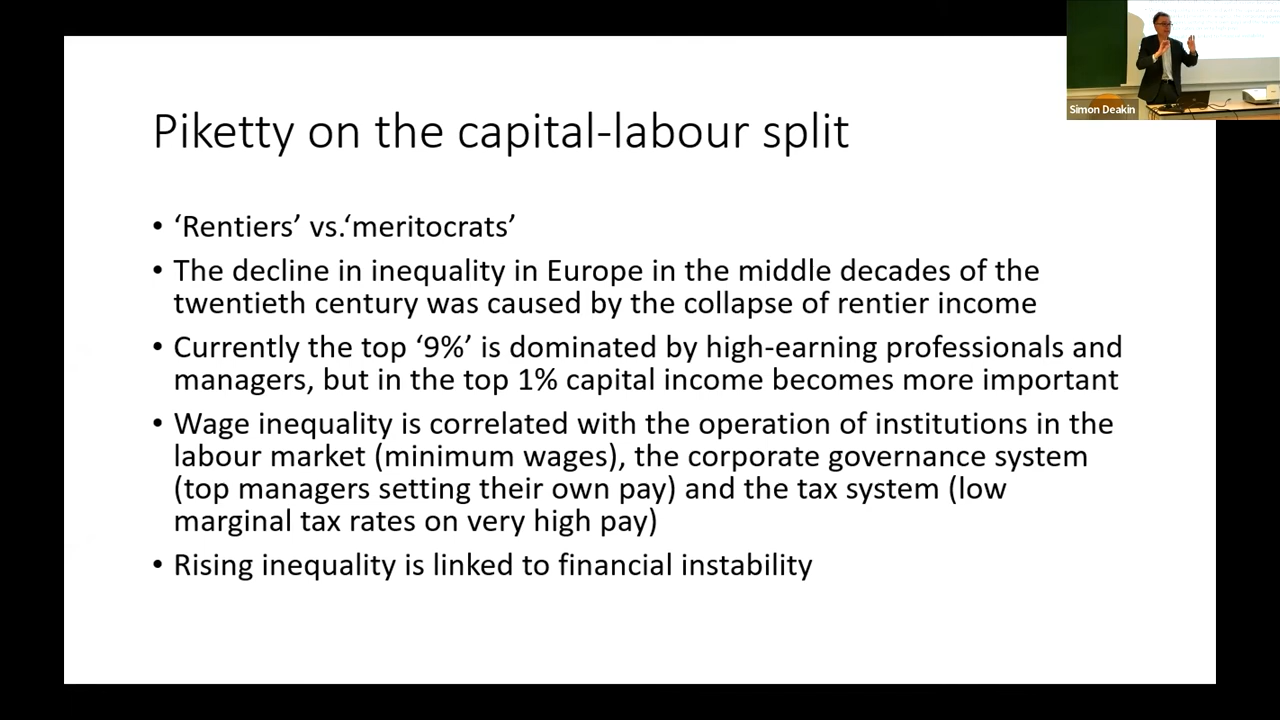 Simon Deakin
Piketty on the capital-labour split
• ‘Rentiers’ vs.‘meritocrats’
• The decline in inequality in Europe in the middle decades of the
twentieth century was caused by the collapse of rentier income
• Currently the top ‘9%’ is dominated by high-earning professionals and
managers, but in the top 1% capital income becomes more important
• Wage inequality is correlated with the operation of institutions in the
labour market (minimum wages), the corporate governance system
(top managers setting their own pay) and the tax system (low
marginal tax rates on very high pay)
• Rising inequality is linked to financial instability